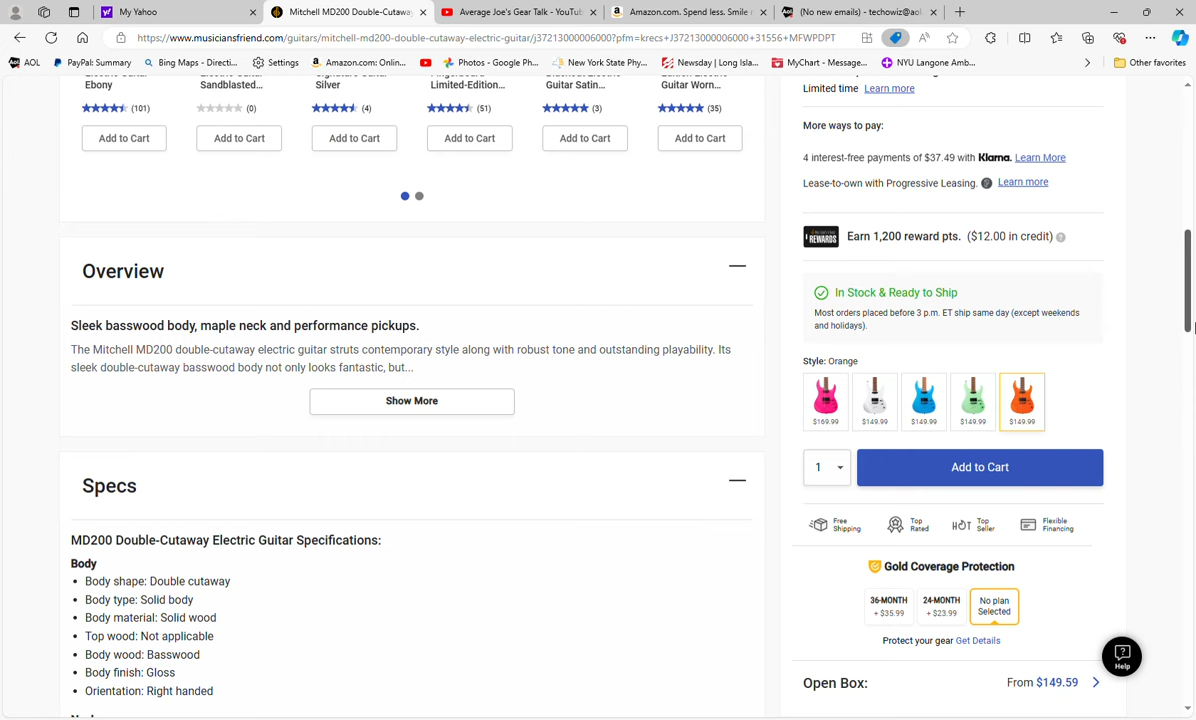 My Yahoo
Mitchell MD200 Double-Cutaway
Average Joe's Gear Talk - YouTub
Amazon.com. Spend less. Smile m
(No new emails) - techowiz@aol
https://www.musiciansfriend.com/guitars/mitchell-md200-double-cutaway-electric-guitar/j37213000006000?pfm=krecs+J37213000006000+31556+MFWPDPT
AOL
PayPal: Summary
Bing Maps - Directi...
Settings
Amazon.com: Onlin...
Photos - Google Ph...
New York State Phy...
Newsday | Long Isla...
MyChart - Message...
NYU Langone Amb...
Other favorites
Ebony
Sandblasted...
Silver
Limited-Edition...
Guitar Satin...
Guitar Worn...
(101)
(0)
(4)
(51)
(3)
(35)
Add to Cart
Add to Cart
Add to Cart
Add to Cart
Add to Cart
Add to Cart
Overview
Sleek basswood body, maple neck and performance pickups.
The Mitchell MD200 double-cutaway electric guitar struts contemporary style along with robust tone and outstanding playability. Its
sleek double-cutaway basswood body not only looks fantastic, but...
Show More
Specs
MD200 Double-Cutaway Electric Guitar Specifications:
Body
• Body shape: Double cutaway
• Body type: Solid body
• Body material: Solid wood
• Top wood: Not applicable
• Body wood: Basswood
• Body finish: Gloss
• Orientation: Right handed
Limited time Learn more
More ways to pay:
4 interest-free payments of $37.49 with Klarna. Learn More
Lease-to-own with Progressive Leasing. Learn more
REWARDS
Earn 1,200 reward pts. ($12.00 in credit)
In Stock & Ready to Ship
Most orders placed before 3 p.m. ET ship same day (except weekends
and holidays).
Style: Orange
$169.99
$149.99
$149.99
$149.99
$149.99
1
Add to Cart
Free
Shipping
Top
Rated
HOT
Top
Seller
Flexible
Financing
Gold Coverage Protection
36-MONTH
+ $35.99
24-MONTH
+ $23.99
No plan
Selected
Protect your gear Get Details
Help
Open Box:
From $149.59